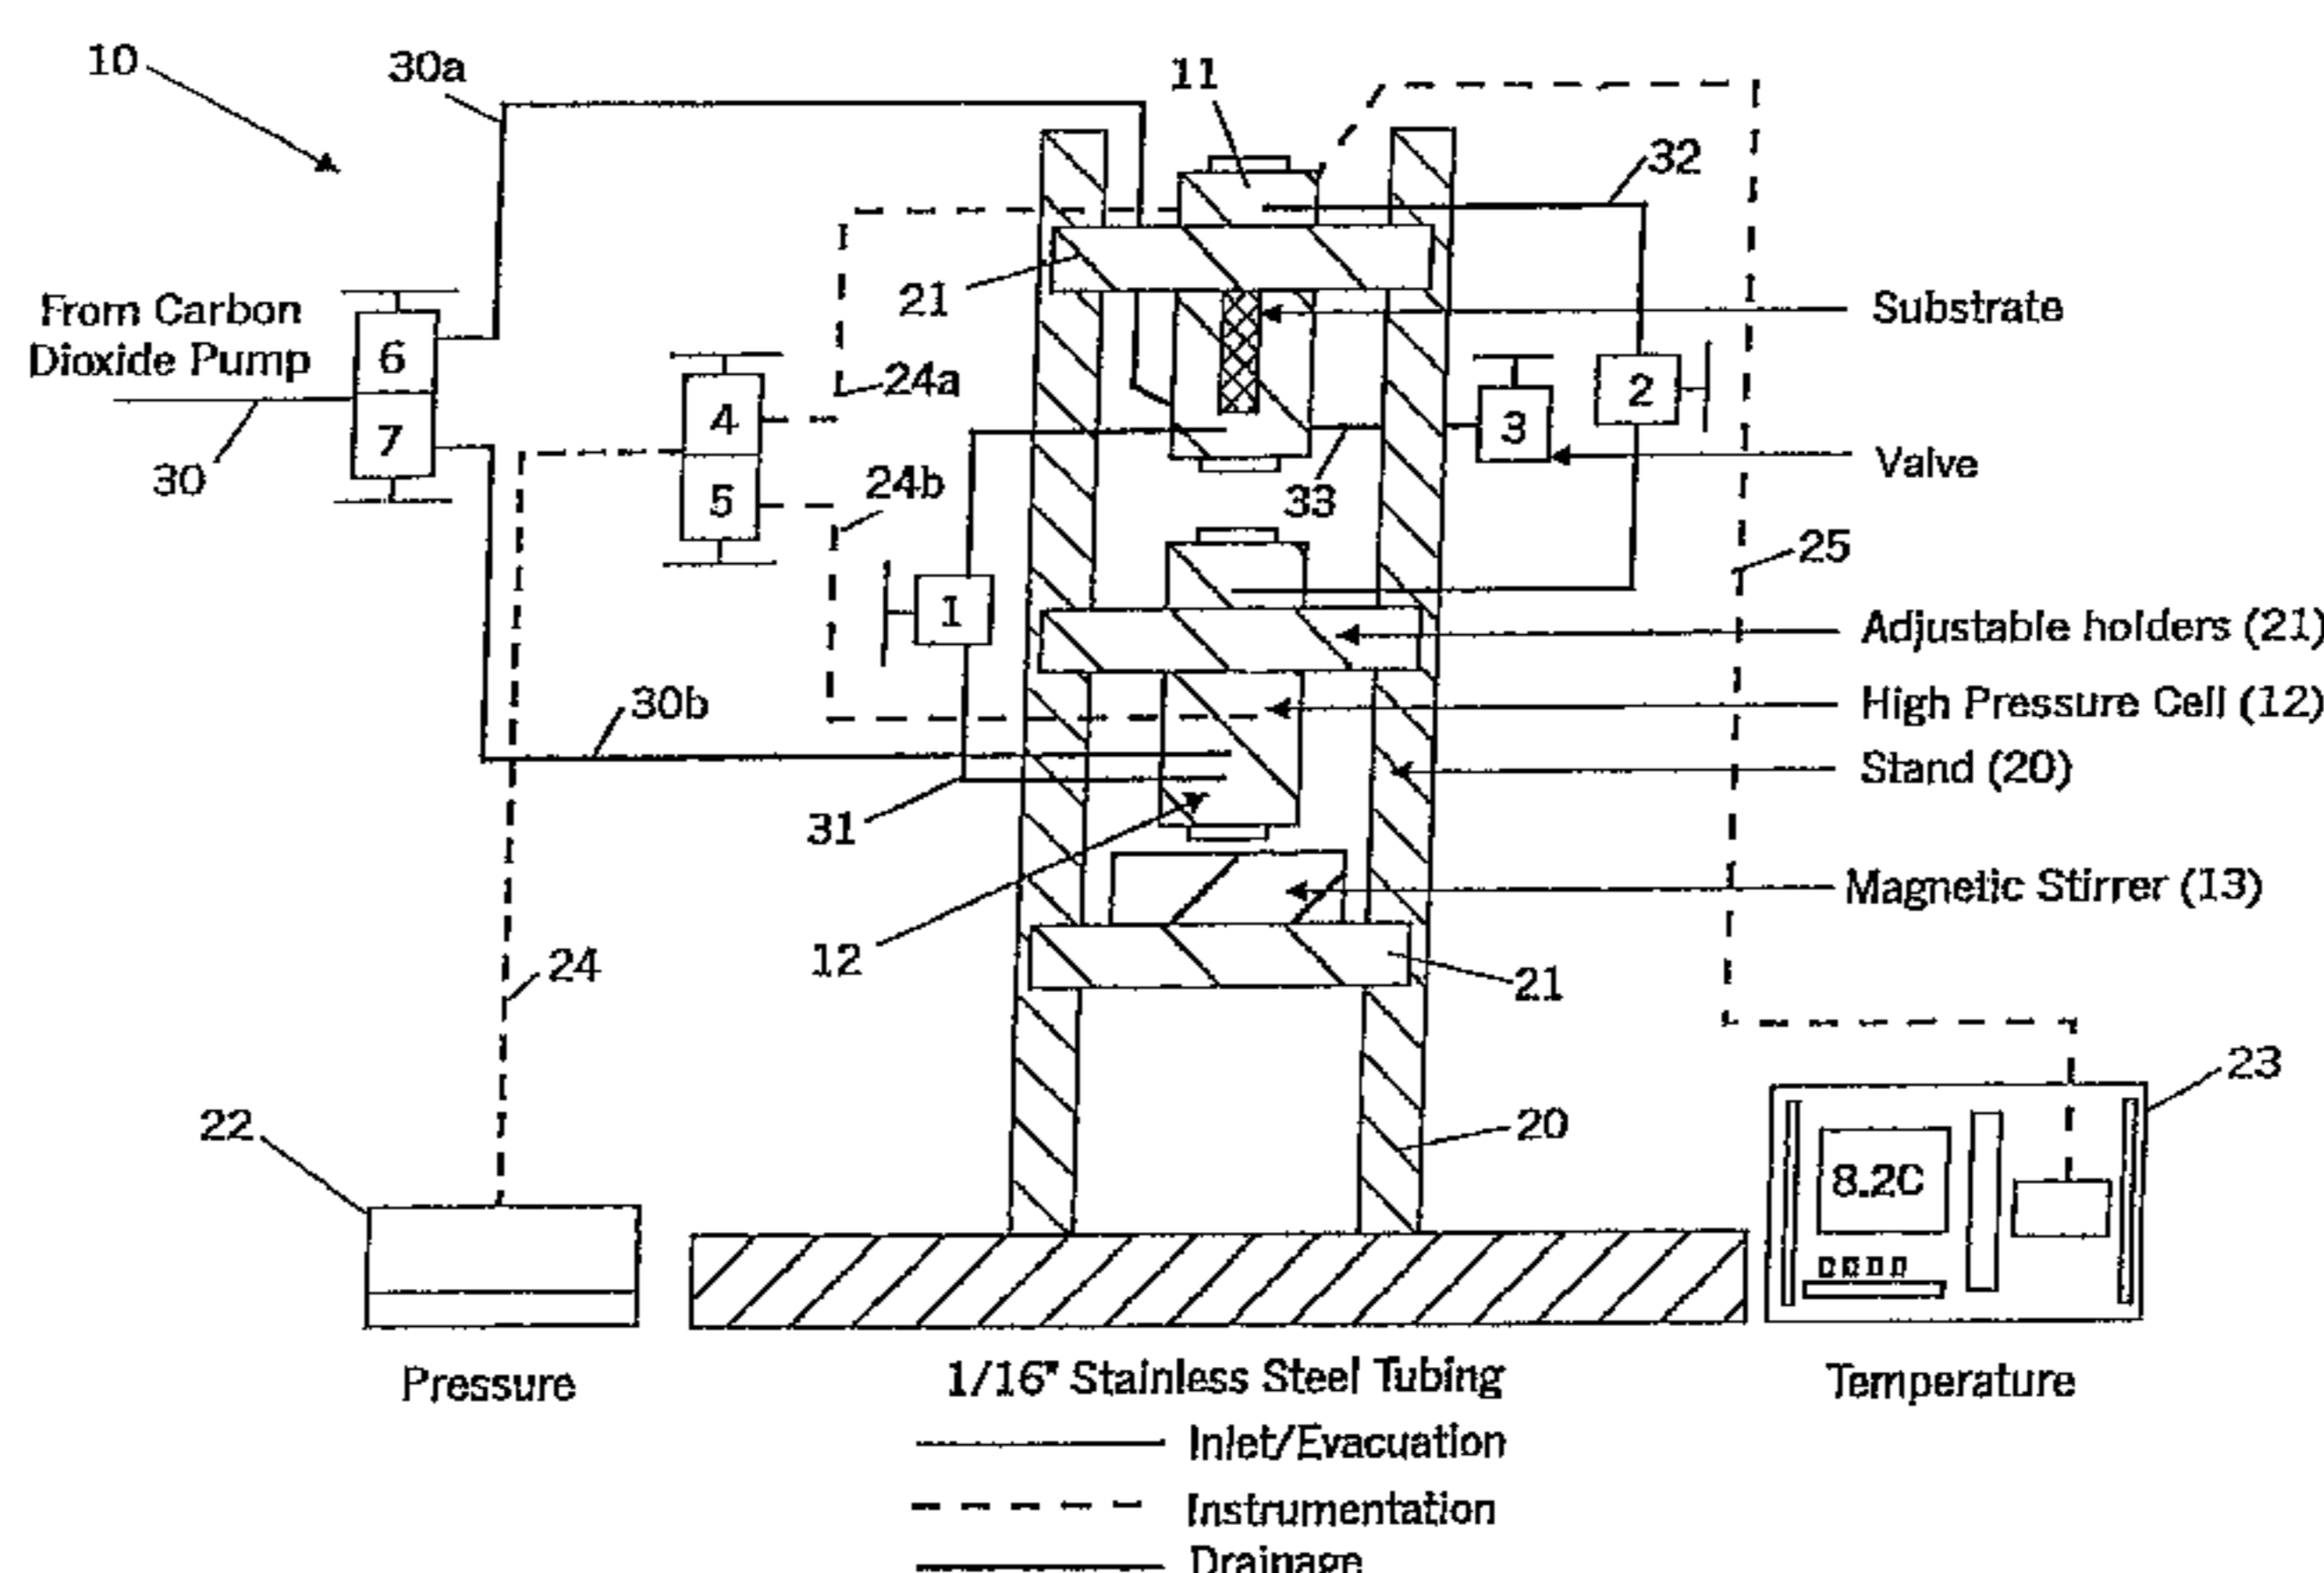 10
30a
11
32
From Carbon
Dioxide Pump
6
7
30
21
24a
4
5
24b
Substrate
3
2
Valve
33
25
1
Adjustable holders (21)
30b
High Pressure Cell (12)
Stand (20)
31
Magnetic Stirrer (13)
12
24
21
23
22
20
8.2C
Pressure
1/16" Stainless Steel Tubing
Temperature
Inlet/Evacuation
Instrumentation
Drainage